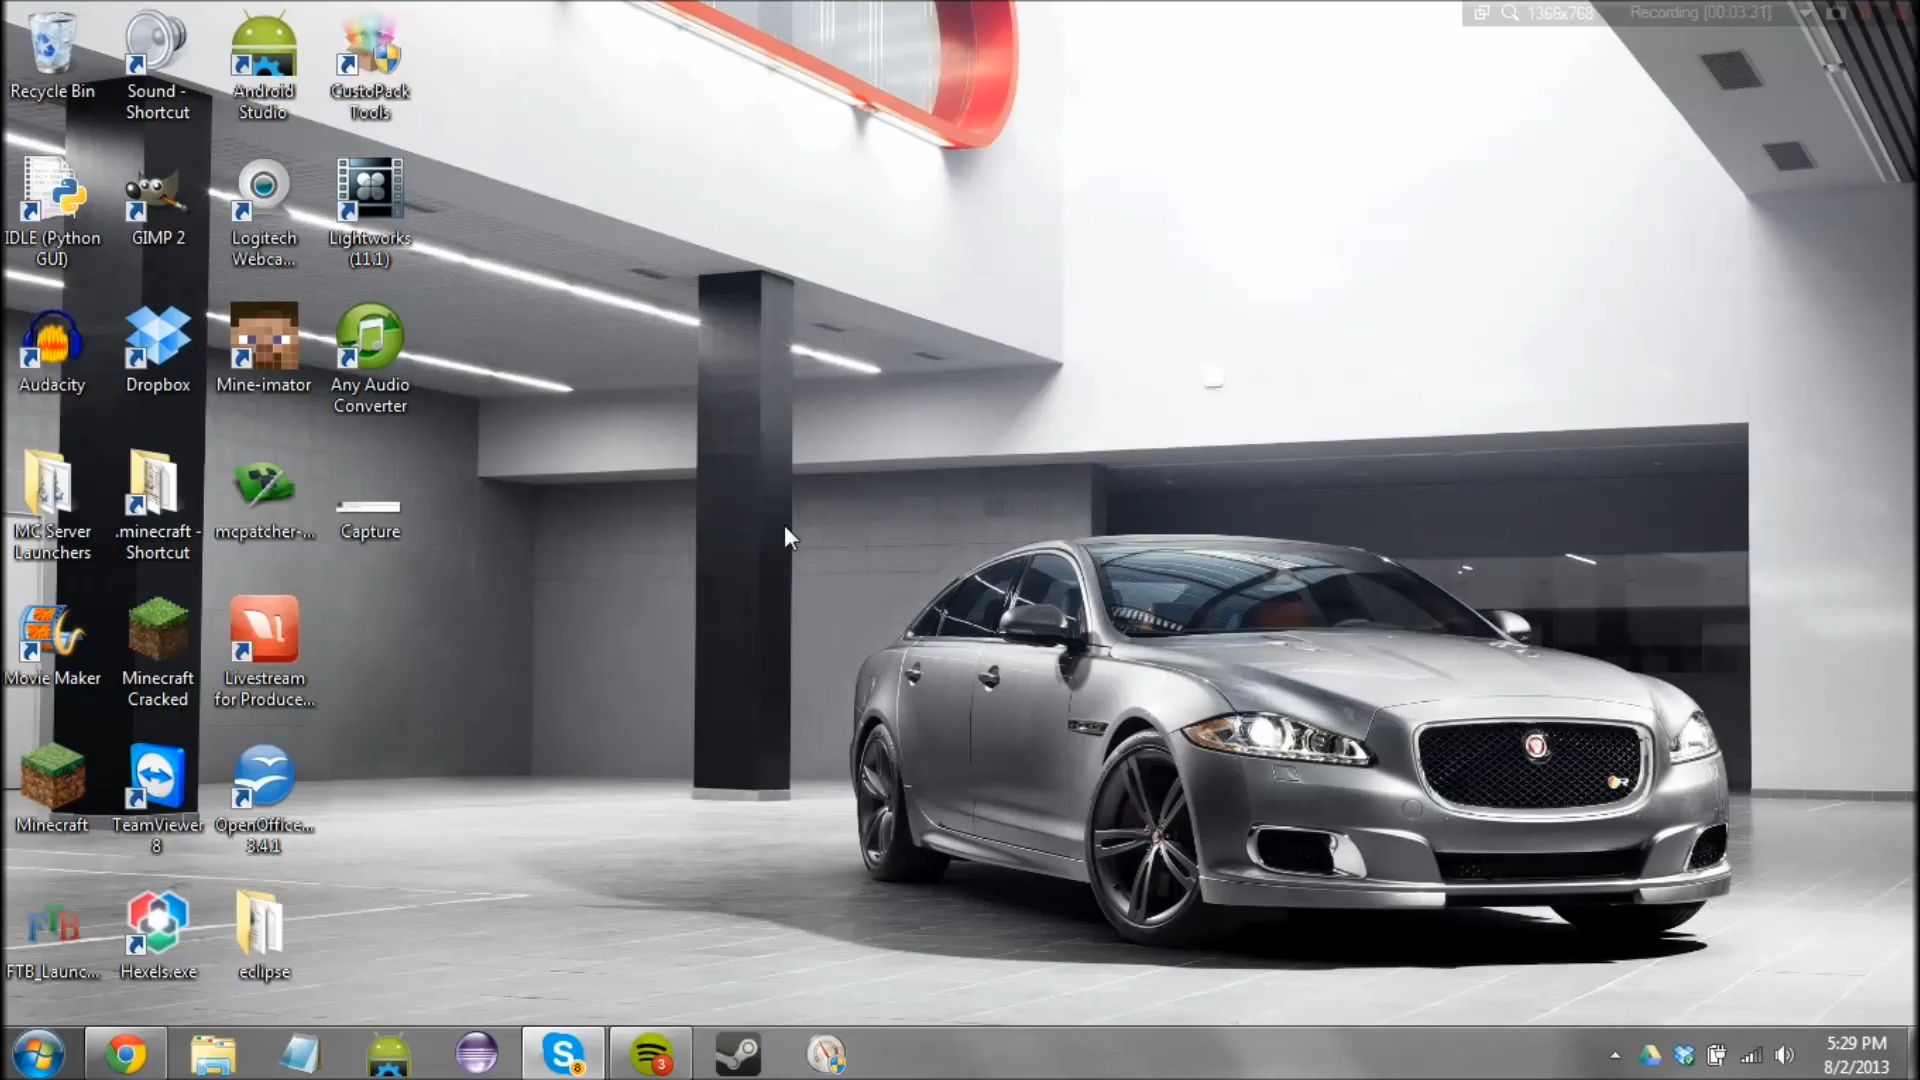 1366x768 Recording [00:03:31]
Recycle Bin
Sound - Shortcut
Android Studio
CustoPack Tools
IDLE (Python GUI)
GIMP 2
Logitech Webca...
Lightworks (11.1)
Audacity
Dropbox
Mine-imator
Any Audio Converter
MC Server Launchers
.minecraft - Shortcut
mcpatcher-...
Capture
Movie Maker
Minecraft Cracked
Livestream for Produce...
Minecraft
TeamViewer 8
OpenOffice... 3.4.1
FTB
FTB_Launc...
Hexels.exe
eclipse
S
8
3
5:29 PM
8/2/2013